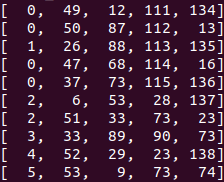 [  0,  49,  12, 111, 134]
[  0,  50,  87, 112,  13]
[  1,  26,  88, 113, 135]
[  0,  47,  68, 114,  16]
[  0,  37,  73, 115, 136]
[  2,   6,  53,  28, 137]
[  2,  51,  33,  73,  23]
[  3,  33,  89,  90,  73]
[  4,  52,  29,  23, 138]
[  5,  53,   9,  73,  74]